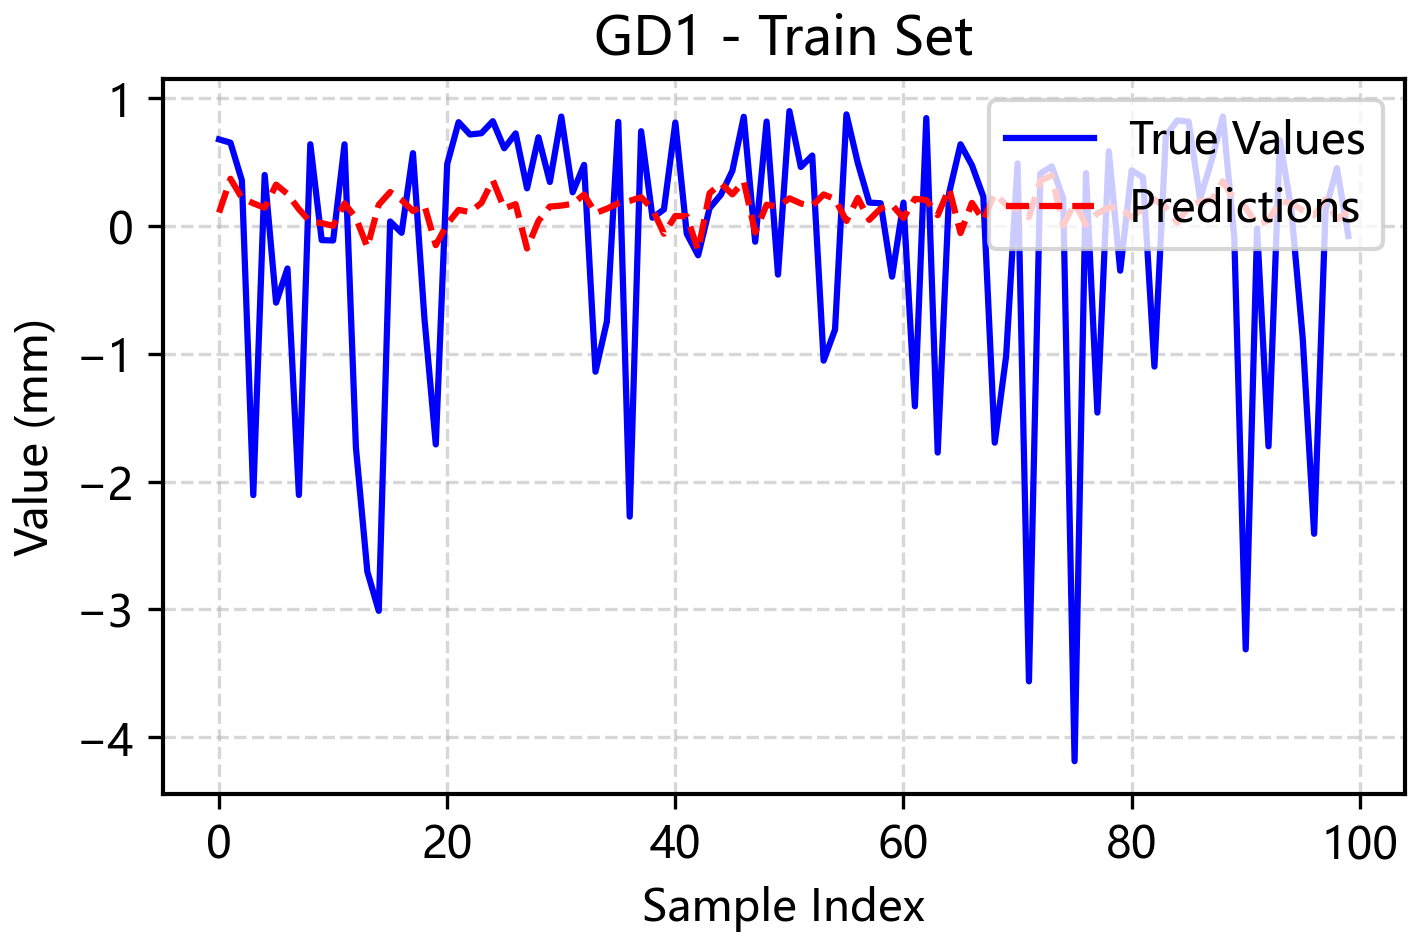 GD1 - Train Set
1
0
−1
−2
−3
−4
Value (mm)
True Values
Predictions
0 20 40 60 80 100
Sample Index